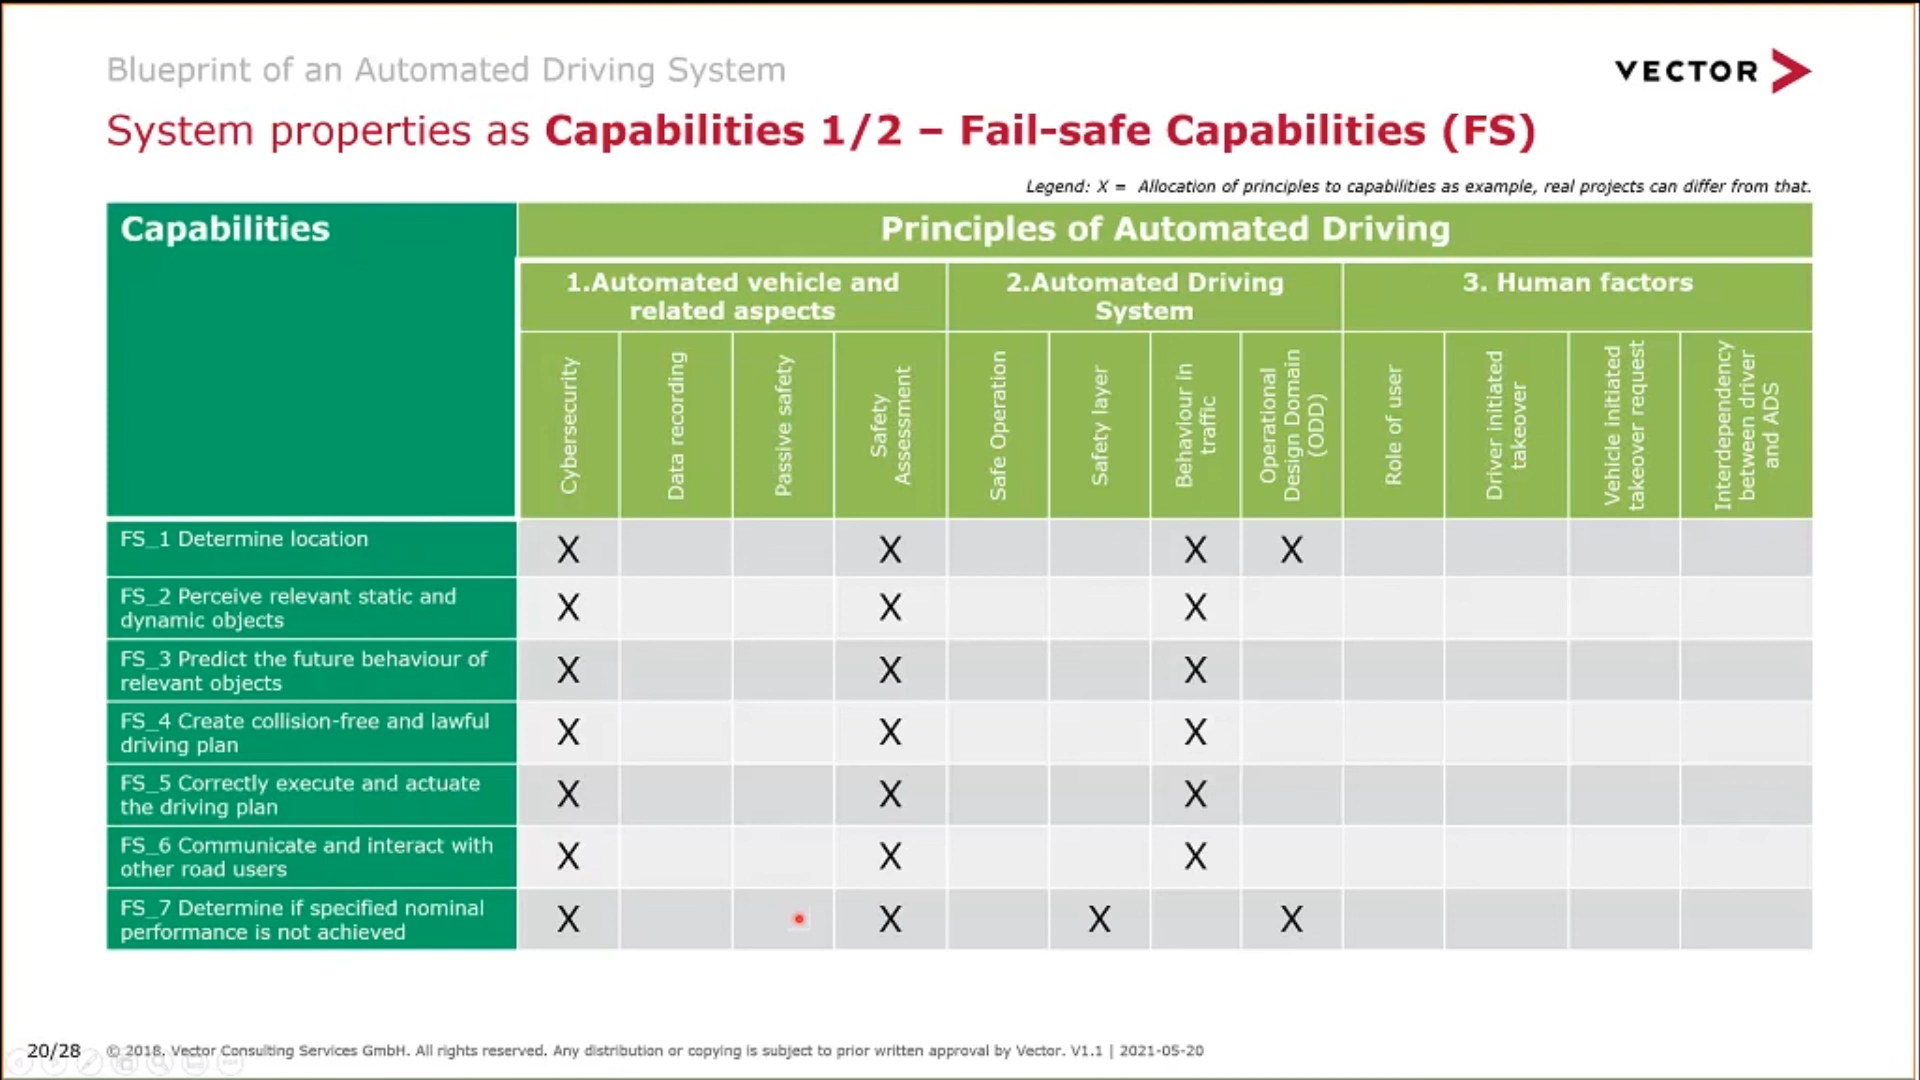 Blueprint of an Automated Driving System
VECTOR
System properties as Capabilities 1/2 – Fail-safe Capabilities (FS)
Legend: X = Allocation of principles to capabilities as example, real projects can differ from that.
Capabilities
Principles of Automated Driving
1.Automated vehicle and
related aspects
2.Automated Driving
System
3. Human factors
Cybersecurity
Data recording
Passive safety
Safety
Assessment
Safe Operation
Safety layer
Behaviour in
traffic
Operational
Design Domain
(ODD)
Role of user
Driver initiated
takeover
Vehicle initiated
takeover request
Interdependency
between driver
and ADS
FS_1 Determine location
X X X X
FS_2 Perceive relevant static and
dynamic objects
X X X
FS_3 Predict the future behaviour of
relevant objects
X X X
FS_4 Create collision-free and lawful
driving plan
X X X
FS_5 Correctly execute and actuate
the driving plan
X X X
FS_6 Communicate and interact with
other road users
X X X
FS_7 Determine if specified nominal
performance is not achieved
X X X X
20/28
© 2018. Vector Consulting Services GmbH. All rights reserved. Any distribution or copying is subject to prior written approval by Vector. V1.1 | 2021-05-20